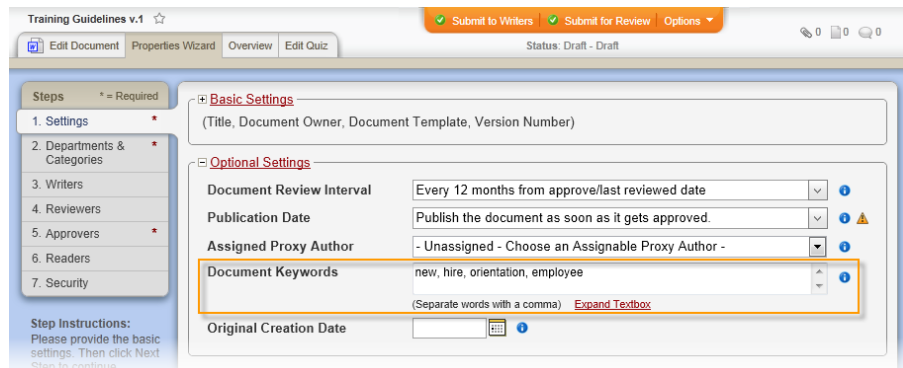 Training Guidelines v.1
Submit to Writers Submit for Review Options
0 0 0
Edit Document Properties Wizard Overview Edit Quiz
Status: Draft - Draft
Steps * = Required
1. Settings *
2. Departments & *
Categories
3. Writers
4. Reviewers
5. Approvers *
6. Readers
7. Security
Step Instructions:
Please provide the basic
settings. Then click Next
Step to continue
Basic Settings
(Title, Document Owner, Document Template, Version Number)
Optional Settings
Document Review Interval Every 12 months from approve/last reviewed date
Publication Date Publish the document as soon as it gets approved.
Assigned Proxy Author - Unassigned - Choose an Assignable Proxy Author -
Document Keywords new, hire, orientation, employee
(Separate words with a comma) Expand Textbox
Original Creation Date